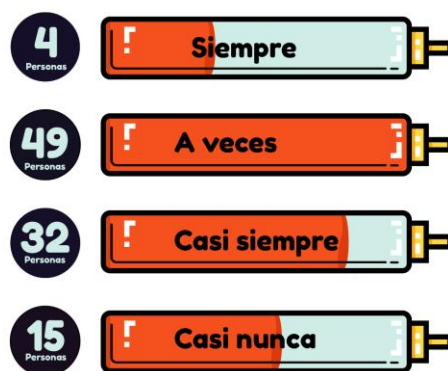 4
Personas
Siempre
49
Personas
A veces
32
Personas
Casi siempre
15
Personas
Casi nunca